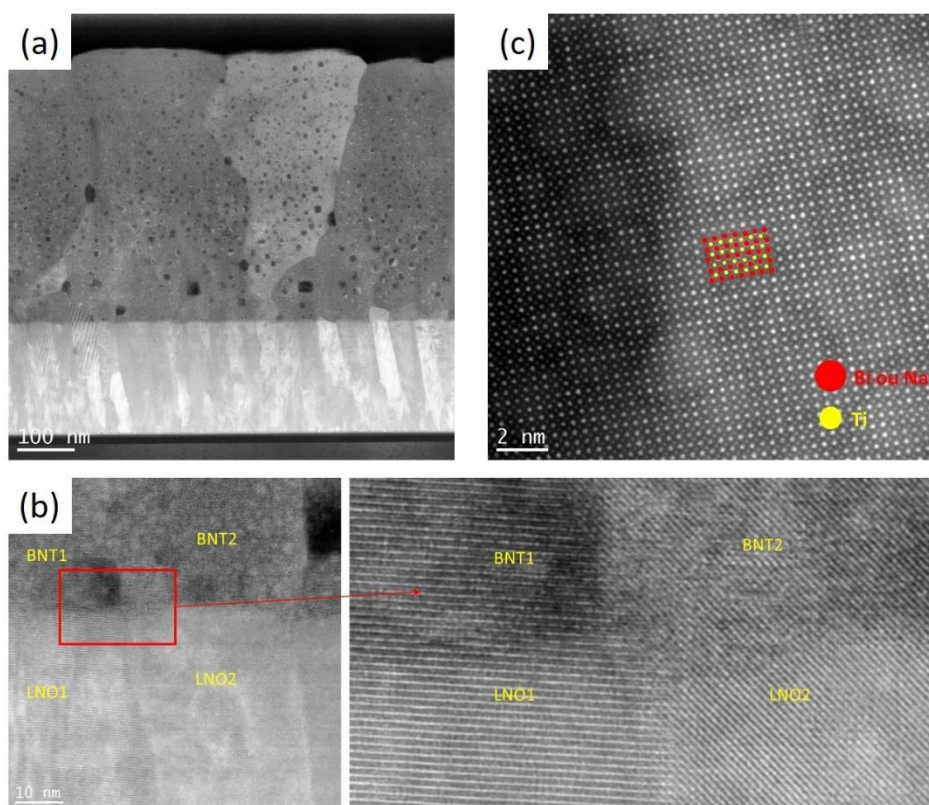 (a)
100 nm
(c)
Bi ou Na
Ti
2 nm
(b)
BNT1
BNT2
LNO1
LNO2
10 nm
BNT1
BNT2
LNO1
LNO2